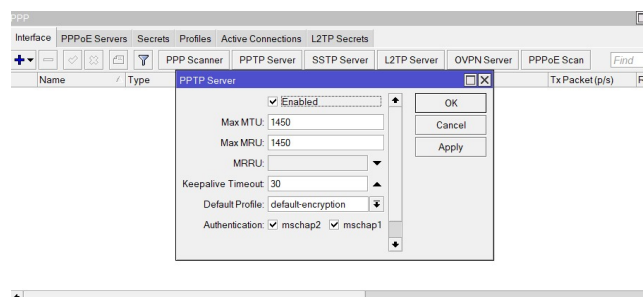 PPP
Interface PPPoE Servers Secrets Profiles Active Connections L2TP Secrets
PPP Scanner PPTP Server SSTP Server L2TP Server OVPN Server PPPoE Scan Find
Name Type Tx Packet (p/s) R
PPTP Server
Enabled OK
Max MTU: 1450 Cancel
Max MRU: 1450 Apply
MRRU:
Keepalive Timeout: 30
Default Profile: default-encryption
Authentication: mschap2 mschap1